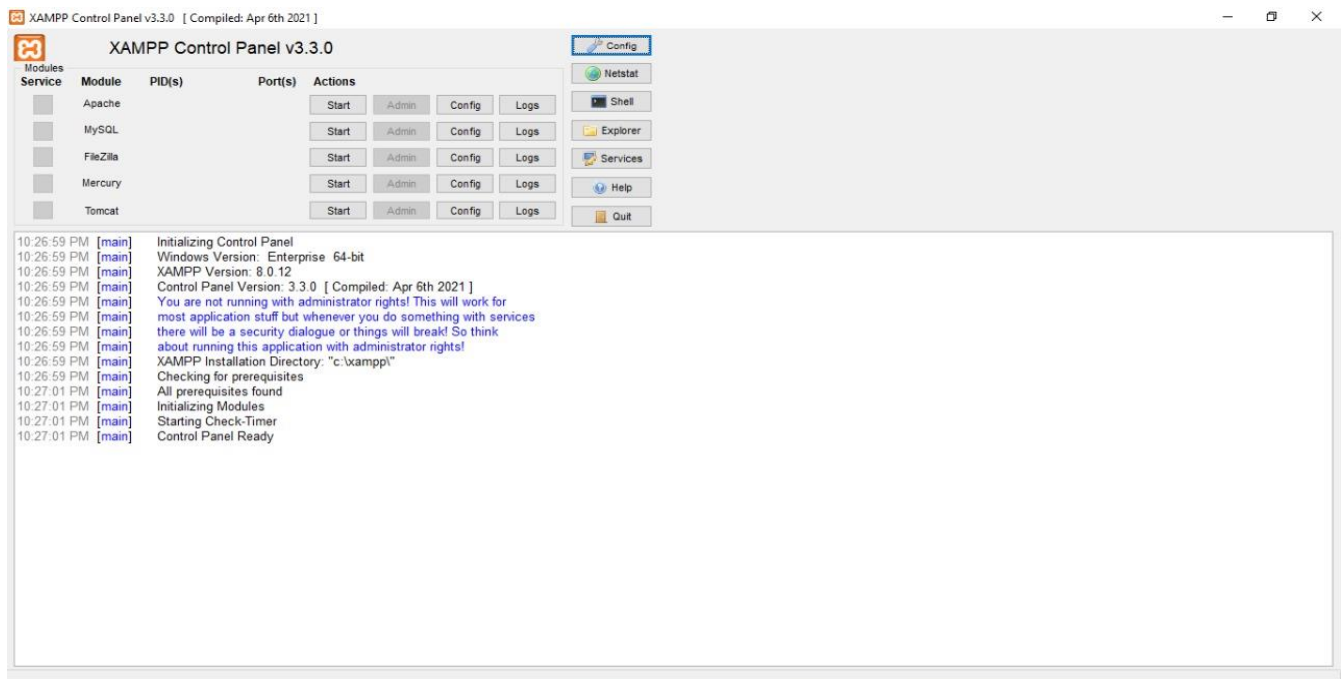 XAMPP Control Panel v3.3.0 [ Compiled: Apr 6th 2021 ]
XAMPP Control Panel v3.3.0
Modules
Service Module PID(s) Port(s) Actions
Apache Start Admin Config Logs
MySQL Start Admin Config Logs
FileZilla Start Admin Config Logs
Mercury Start Admin Config Logs
Tomcat Start Admin Config Logs
Config
Netstat
Shell
Explorer
Services
Help
Quit
10:26:59 PM [main] Initializing Control Panel
10:26:59 PM [main] Windows Version: Enterprise 64-bit
10:26:59 PM [main] XAMPP Version: 8.0.12
10:26:59 PM [main] Control Panel Version: 3.3.0 [ Compiled: Apr 6th 2021 ]
10:26:59 PM [main] You are not running with administrator rights! This will work for
10:26:59 PM [main] most application stuff but whenever you do something with services
10:26:59 PM [main] there will be a security dialogue or things will break! So think
10:26:59 PM [main] about running this application with administrator rights!
10:26:59 PM [main] XAMPP Installation Directory: "c:\xampp\"
10:26:59 PM [main] Checking for prerequisites
10:27:01 PM [main] All prerequisites found
10:27:01 PM [main] Initializing Modules
10:27:01 PM [main] Starting Check-Timer
10:27:01 PM [main] Control Panel Ready